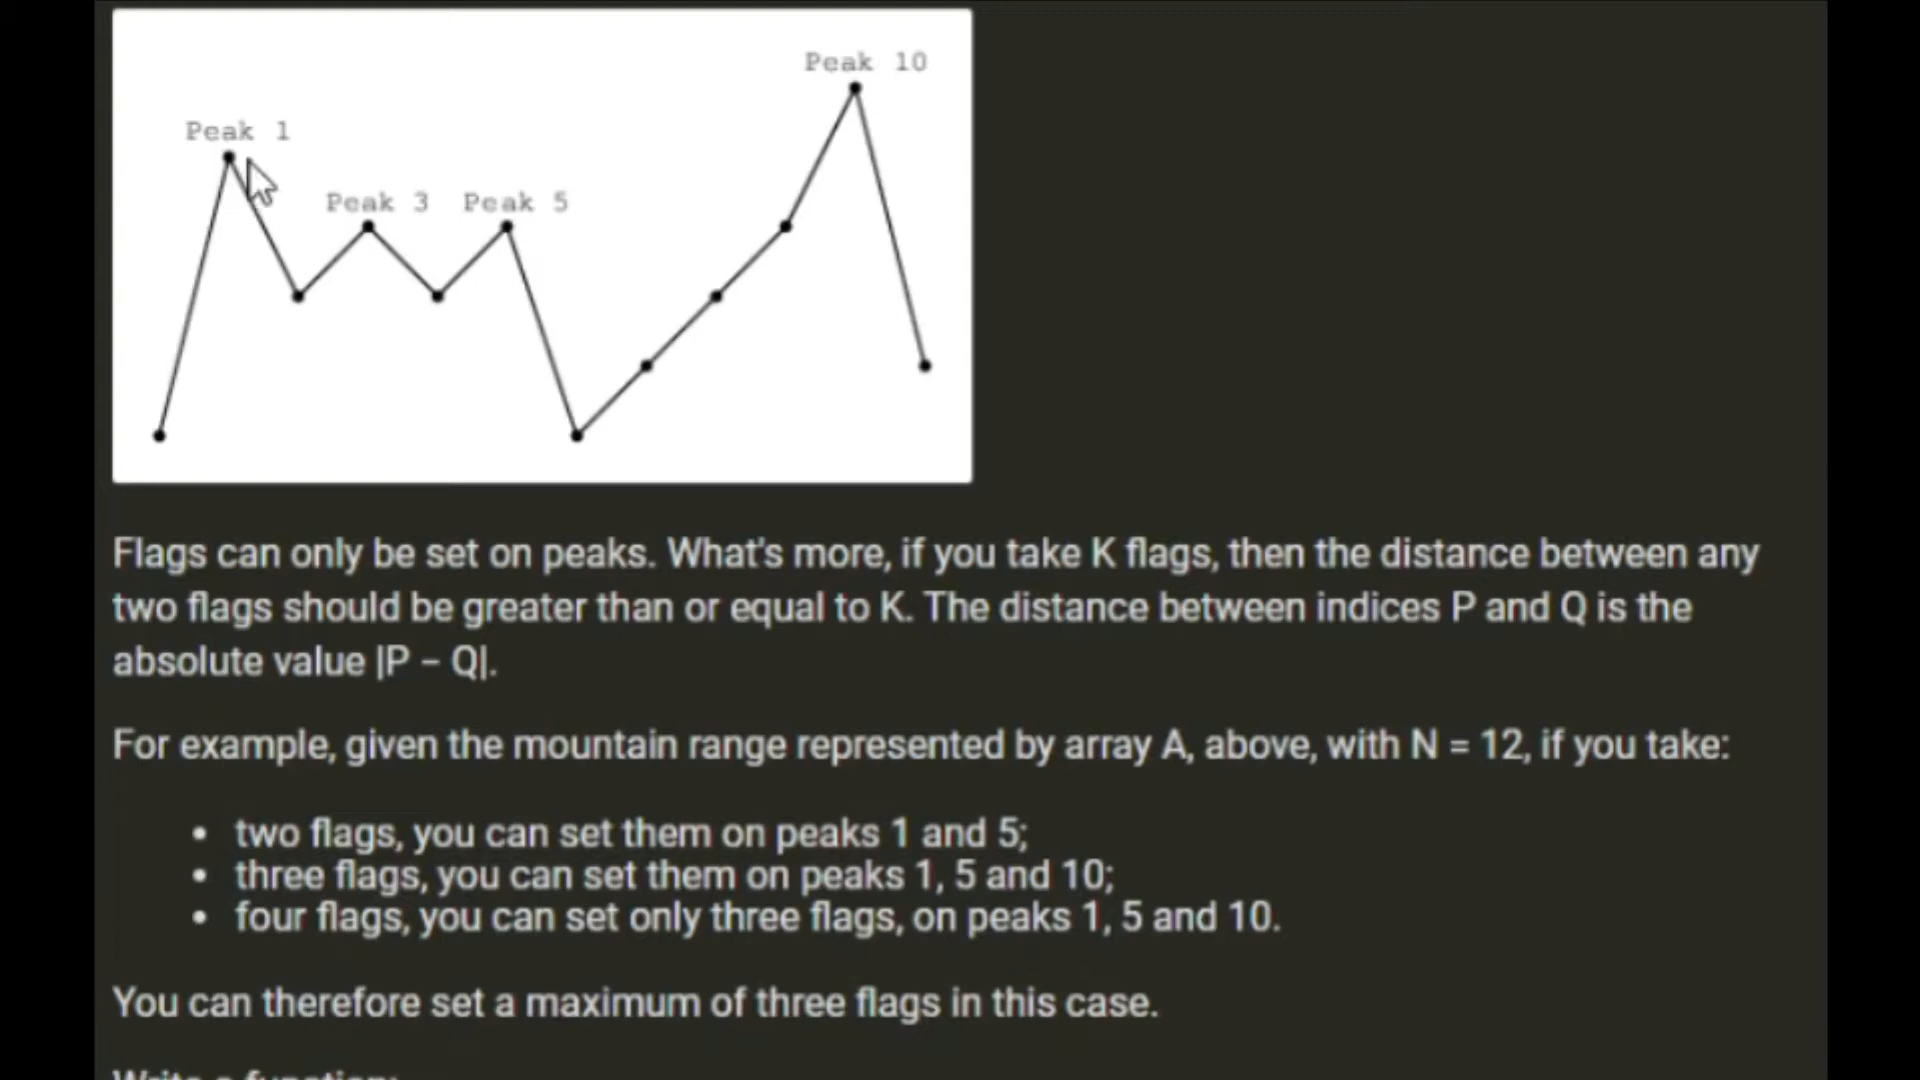 Peak 10
Peak 1
Peak 3 Peak 5
Flags can only be set on peaks. What's more, if you take K flags, then the distance between any
two flags should be greater than or equal to K. The distance between indices P and Q is the
absolute value |P − Q|.
For example, given the mountain range represented by array A, above, with N = 12, if you take:
• two flags, you can set them on peaks 1 and 5;
• three flags, you can set them on peaks 1, 5 and 10;
• four flags, you can set only three flags, on peaks 1, 5 and 10.
You can therefore set a maximum of three flags in this case.
Write a function: